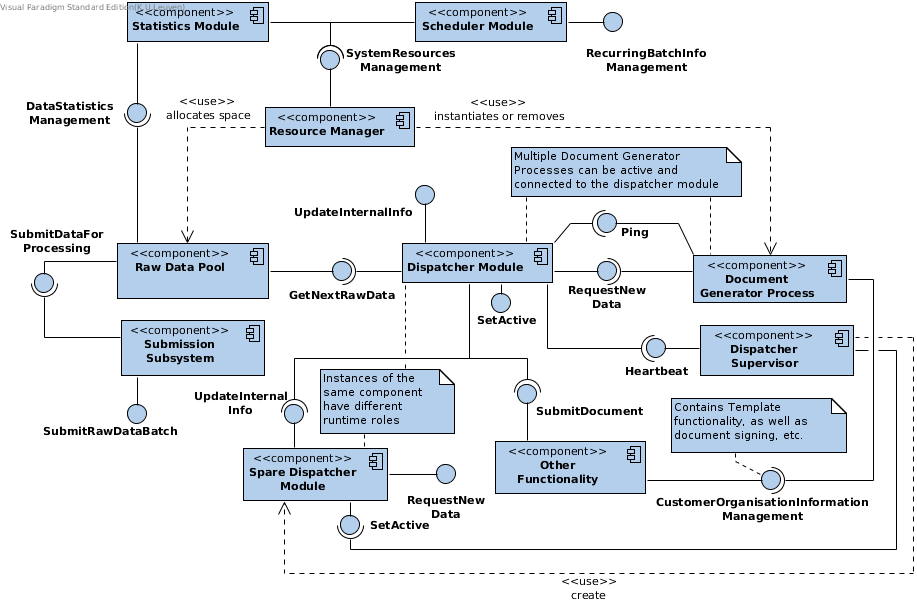 Visual Paradigm Standard Edition(K.U.Leuven)
<<component>>
Statistics Module
<<component>>
Scheduler Module
SystemResources
Management
RecurringBatchInfo
Management
DataStatistics
Management
<<use>>
allocates space
<<component>>
Resource Manager
<<use>>
instantiates or removes
Multiple Document Generator
Processes can be active and
connected to the dispatcher module
UpdateInternalInfo
Ping
SubmitDataFor
Processing
<<component>>
Raw Data Pool
GetNextRawData
<<component>>
Dispatcher Module
RequestNew
Data
<<component>>
Document
Generator Process
SetActive
<<component>>
Submission
Subsystem
SubmitRawDataBatch
<<component>>
Dispatcher
Supervisor
Heartbeat
UpdateInternal
Info
Instances of the
same component
have different
runtime roles
SubmitDocument
Contains Template
functionality, as well as
document signing, etc.
<<component>>
Spare Dispatcher
Module
RequestNew
Data
SetActive
<<component>>
Other
Functionality
CustomerOrganisationInformation
Management
<<use>>
create